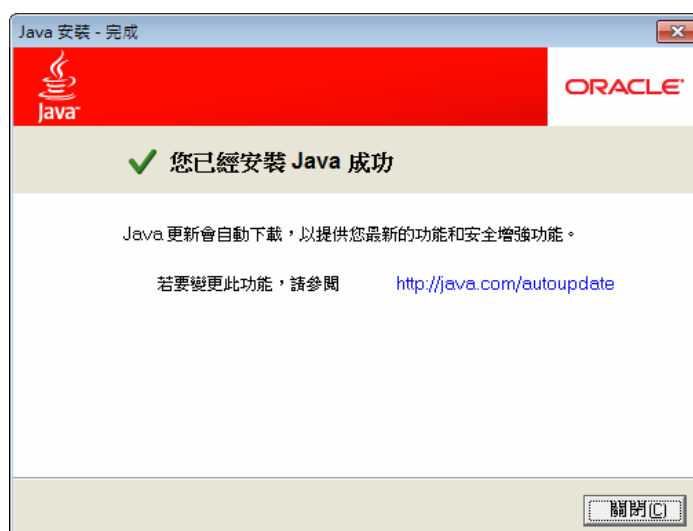 Java 安裝 - 完成
Java™
ORACLE®
您已經安裝 Java 成功
Java 更新會自動下載，以提供您最新的功能和安全增強功能。
若要變更此功能，請參閱 http://java.com/autoupdate
關閉(C)